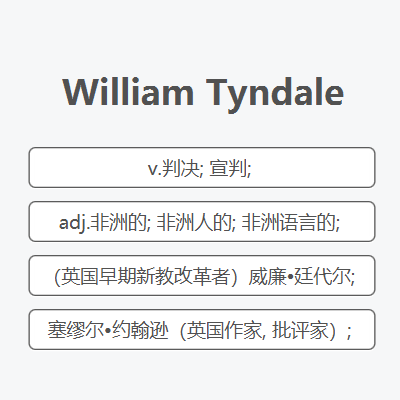 William Tyndale
v.判决; 宣判;
adj.非洲的; 非洲人的; 非洲语言的;
（英国早期新教改革者）威廉•廷代尔;
塞缪尔•约翰逊（英国作家, 批评家）;